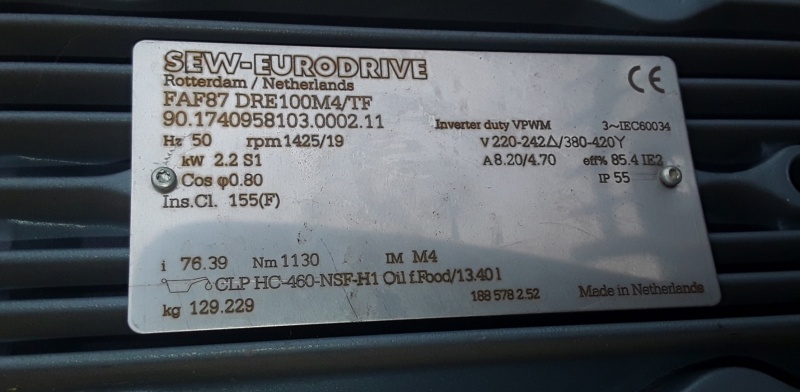 SEW-EURODRIVE
Rotterdam / Netherlands
CE
FAF87 DRE100M4/TF
90.1740958103.0002.11 Inverter duty VPWM 3~IEC60034
Hz 50 rpm 1425/19 V 220-242△/380-420Y
kW 2.2 S1 A 8.20/4.70 eff% 85.4 IE2
Cos φ0.80 IP 55
Ins.Cl. 155(F)
i 76.39 Nm 1130 IM M4
CLP HC-460-NSF-H1 Oil f.Food/13.40 l
kg 129.229 188 578 2.52 Made in Netherlands